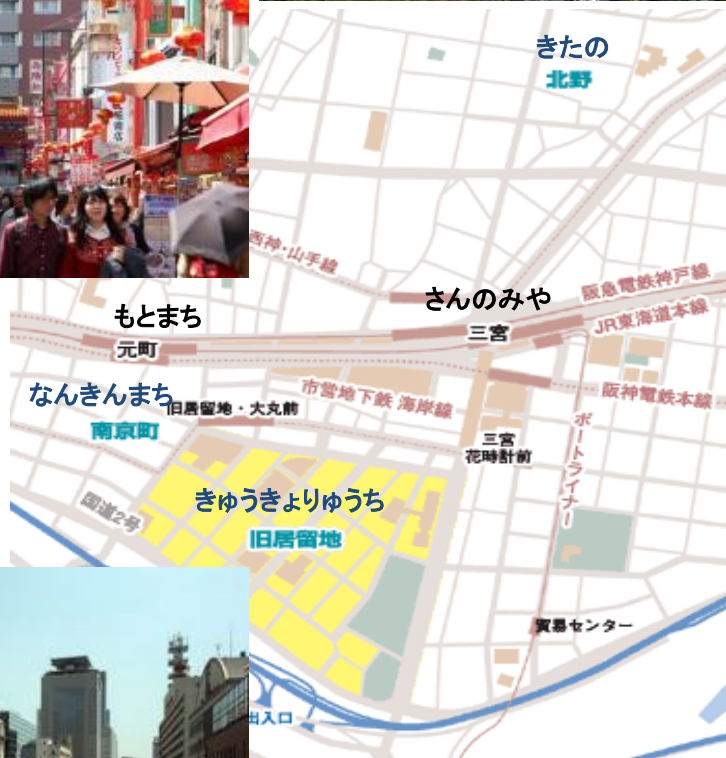 きたの
北野
西神・山手線
さんのみや
阪急電鉄神戸線
もとまち
三宮
JR東海道本線
元町
なんきんまち
市営地下鉄 海岸線
阪神電鉄本線
旧居留地・大丸前
南京町
三宮
花時計前
ポートライナー
国道2号
きゅうきょりゅうち
旧居留地
貿易センター
出入口